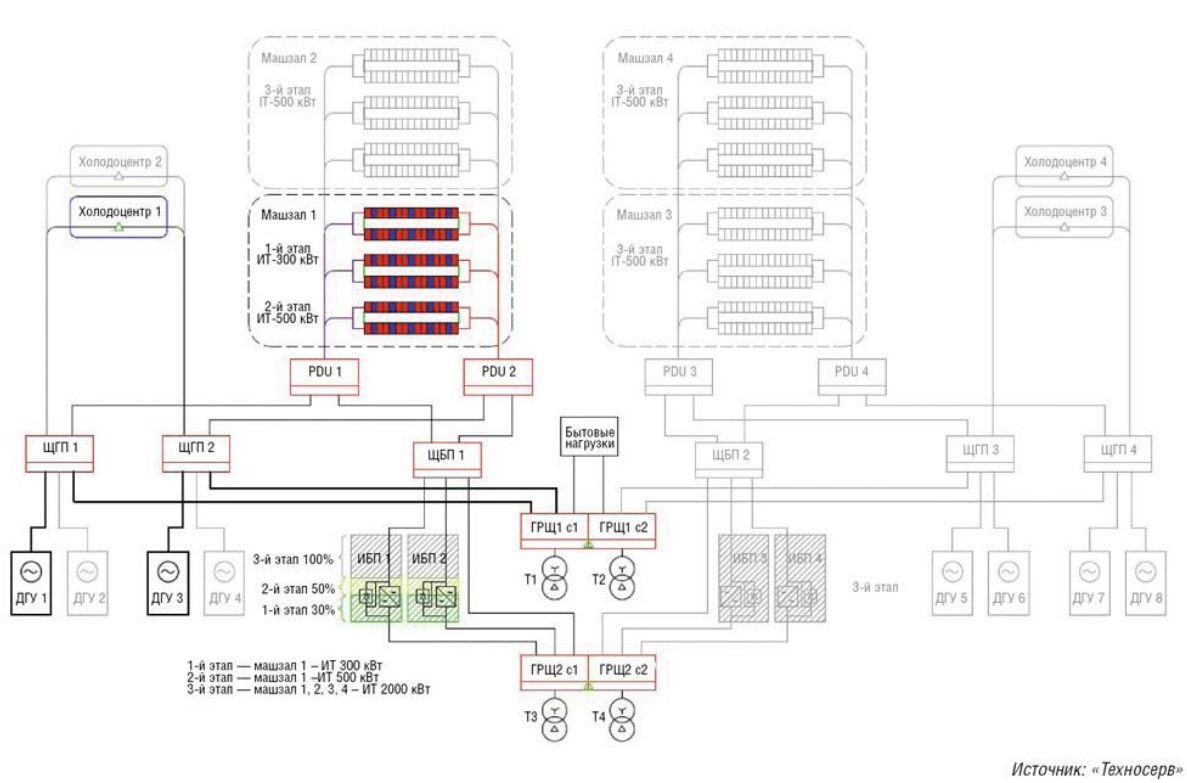 Машзал 2
3-й этап
IT-500 кВт
Машзал 4
3-й этап
IT-500 кВт
Холодоцентр 2
Холодоцентр 1
Холодоцентр 4
Холодоцентр 3
Машзал 1
1-й этап
ИТ-300 кВт
2-й этап
ИТ-500 кВт
Машзал 3
3-й этап
IT-500 кВт
PDU 1
PDU 2
PDU 3
PDU 4
ЩГП 1
ЩГП 2
ЩБП 1
Бытовые
нагрузки
ЩБП 2
ЩГП 3
ЩГП 4
ГРЩ1 с1
ГРЩ1 с2
3-й этап 100%
2-й этап 50%
1-й этап 30%
ИБП 1
ИБП 2
ИБП 3
ИБП 4
Т1
Т2
3-й этап
ДГУ 1
ДГУ 2
ДГУ 3
ДГУ 4
ДГУ 5
ДГУ 6
ДГУ 7
ДГУ 8
ГРЩ2 с1
ГРЩ2 с2
1-й этап — машзал 1 – ИТ 300 кВт
2-й этап — машзал 1 –ИТ 500 кВт
3-й этап — машзал 1, 2, 3, 4 – ИТ 2000 кВт
Т3
Т4
Источник: «Техносерв»